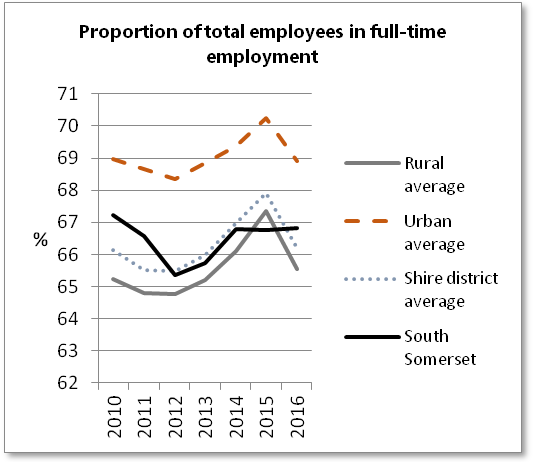 Proportion of total employees in full-time
employment
71
70
69
68
67
66
65
64
63
62
%
2010
2011
2012
2013
2014
2015
2016
Rural
average
Urban
average
Shire district
average
South
Somerset